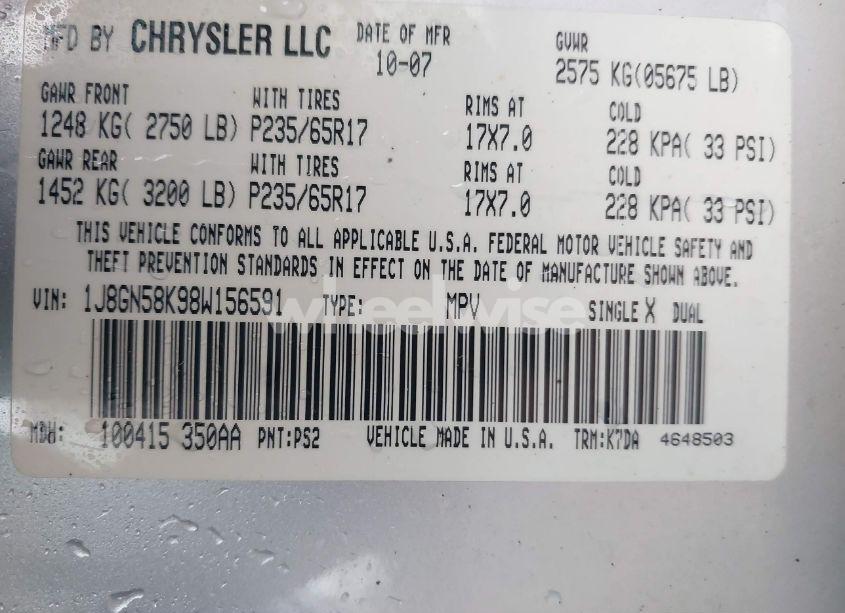 MFD BY CHRYSLER LLC DATE OF MFR 10-07 GVWR 2575 KG(05675 LB)
GAWR FRONT WITH TIRES RIMS AT COLD
1248 KG( 2750 LB) P235/65R17 17X7.0 228 KPA( 33 PSI)
GAWR REAR WITH TIRES RIMS AT COLD
1452 KG( 3200 LB) P235/65R17 17X7.0 228 KPA( 33 PSI)
THIS VEHICLE CONFORMS TO ALL APPLICABLE U.S.A. FEDERAL MOTOR VEHICLE SAFETY AND
THEFT PREVENTION STANDARDS IN EFFECT ON THE DATE OF MANUFACTURE SHOWN ABOVE.
VIN: 1J8GN58K98W156591 TYPE: MPV SINGLE X DUAL
wheelwise
MDH: 100415 350AA PNT:PS2 VEHICLE MADE IN U.S.A. TRM:K7DA 4648503